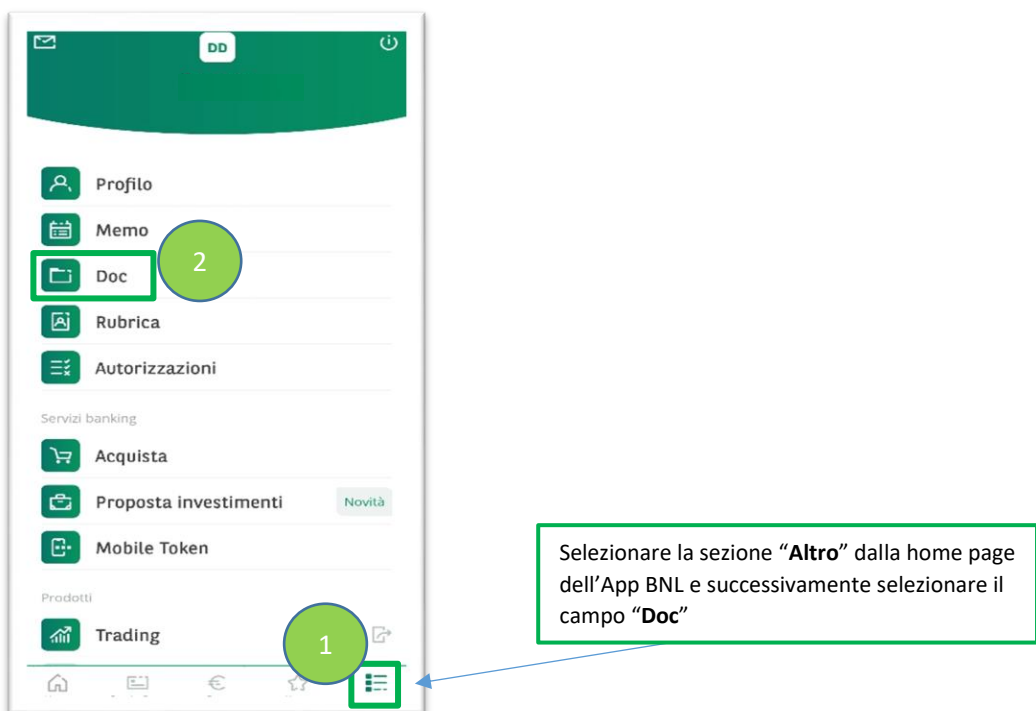 DD
Profilo
Memo
2
Doc
Rubrica
Autorizzazioni
Servizi banking
Acquista
Proposta investimenti
Novità
Mobile Token
Prodotti
Trading
1
Selezionare la sezione “Altro” dalla home page
dell’App BNL e successivamente selezionare il
campo “Doc”